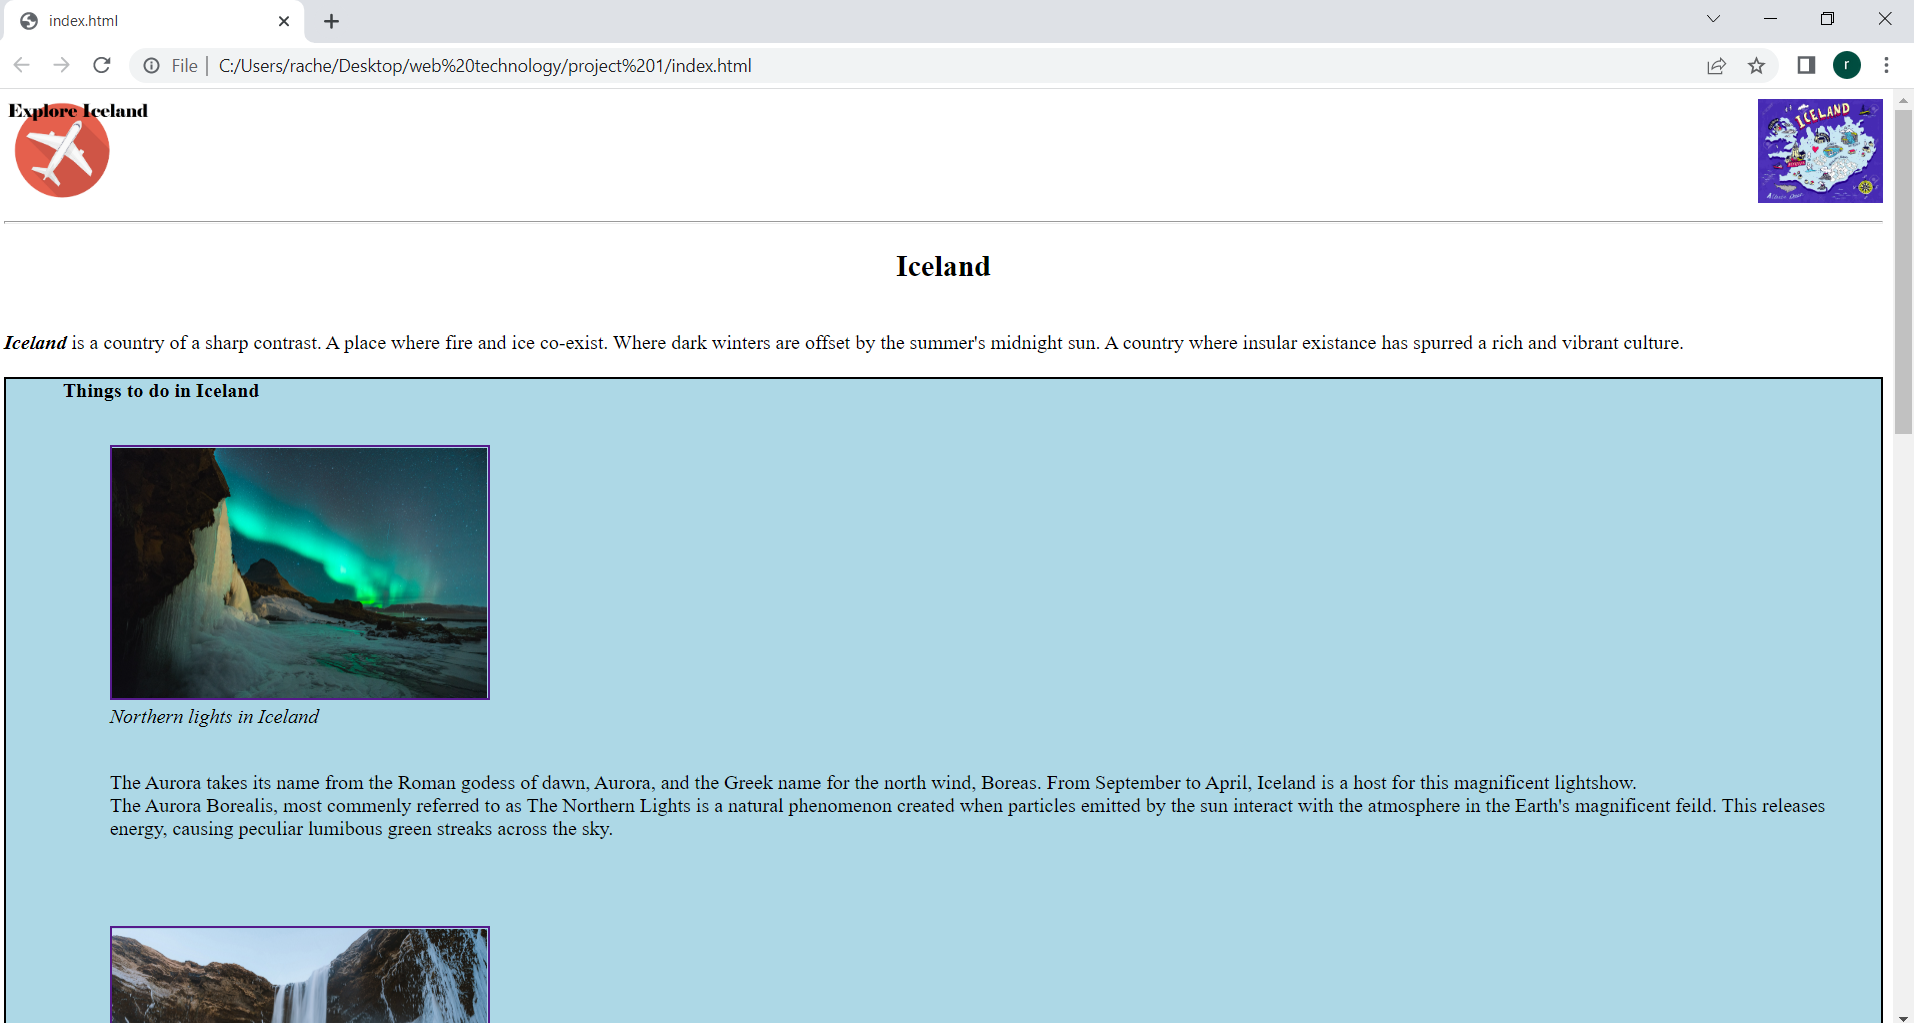 index.html
File | C:/Users/rache/Desktop/web%20technology/project%201/index.html
r
Explore Iceland
ICELAND
Iceland
Iceland is a country of a sharp contrast. A place where fire and ice co-exist. Where dark winters are offset by the summer's midnight sun. A country where insular existance has spurred a rich and vibrant culture.
Things to do in Iceland
Northern lights in Iceland
The Aurora takes its name from the Roman godess of dawn, Aurora, and the Greek name for the north wind, Boreas. From September to April, Iceland is a host for this magnificent lightshow.
The Aurora Borealis, most commenly referred to as The Northern Lights is a natural phenomenon created when particles emitted by the sun interact with the atmosphere in the Earth's magnificent feild. This releases
energy, causing peculiar lumibous green streaks across the sky.